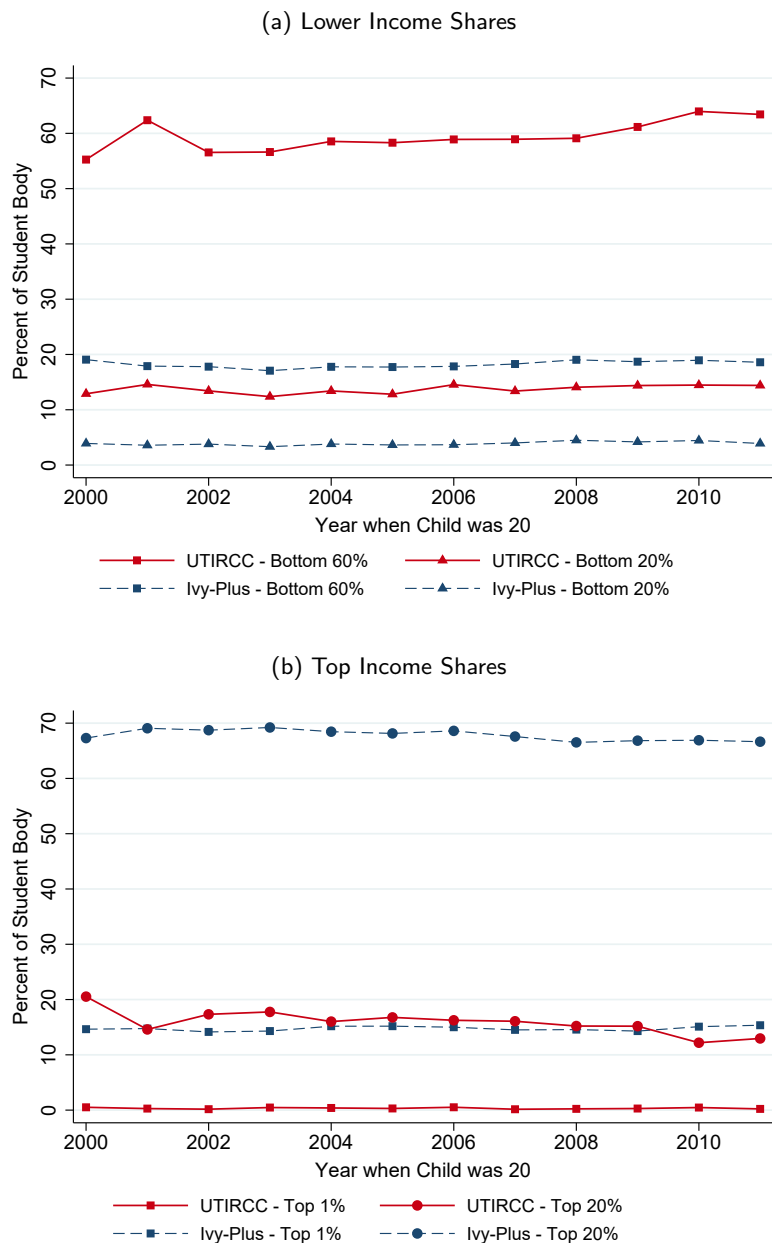 (a) Lower Income Shares
70
60
50
40
30
20
10
0
Percent of Student Body
2000 2002 2004 2006 2008 2010
Year when Child was 20
UTIRCC - Bottom 60% UTIRCC - Bottom 20%
Ivy-Plus - Bottom 60% Ivy-Plus - Bottom 20%
(b) Top Income Shares
70
60
50
40
30
20
10
0
Percent of Student Body
2000 2002 2004 2006 2008 2010
Year when Child was 20
UTIRCC - Top 1% UTIRCC - Top 20%
Ivy-Plus - Top 1% Ivy-Plus - Top 20%